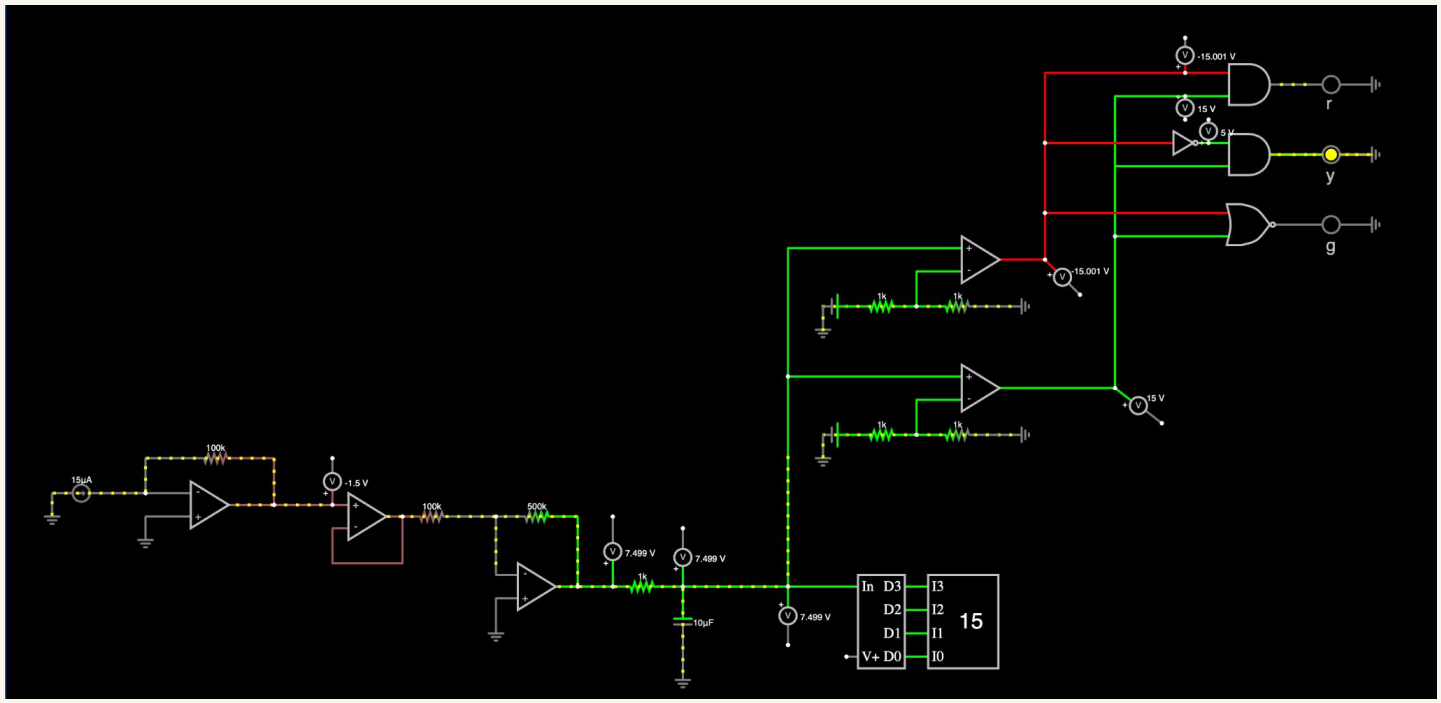 -15.001 V
r
15 V
5 V
y
g
+
-
-15.001 V
1k
1k
+
-
15 V
1k
1k
100k
15µA
-
+
-1.5 V
+
-
100k
500k
7.499 V
7.499 V
-
+
1k
10µF
7.499 V
In D3 I3
D2 I2
15
D1 I1
V+ D0 I0